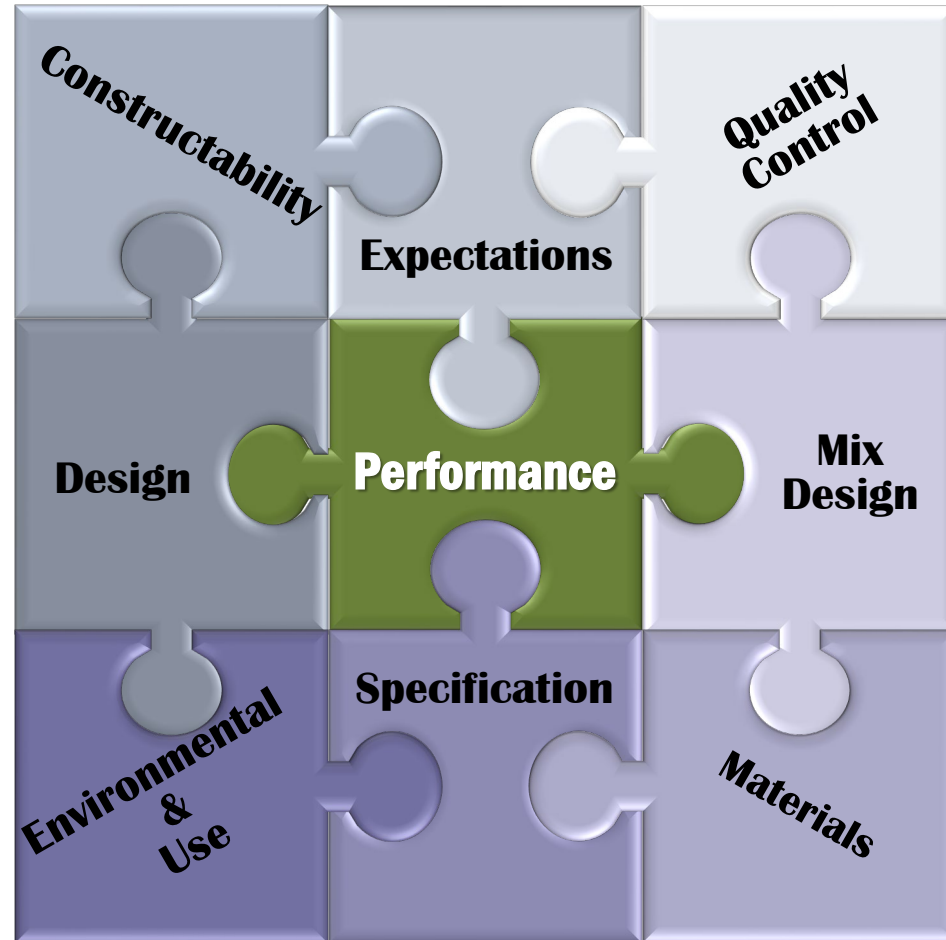 Constructability
Expectations
Quality
Control
Design
Performance
Mix
Design
Environmental
&
Use
Specification
Materials